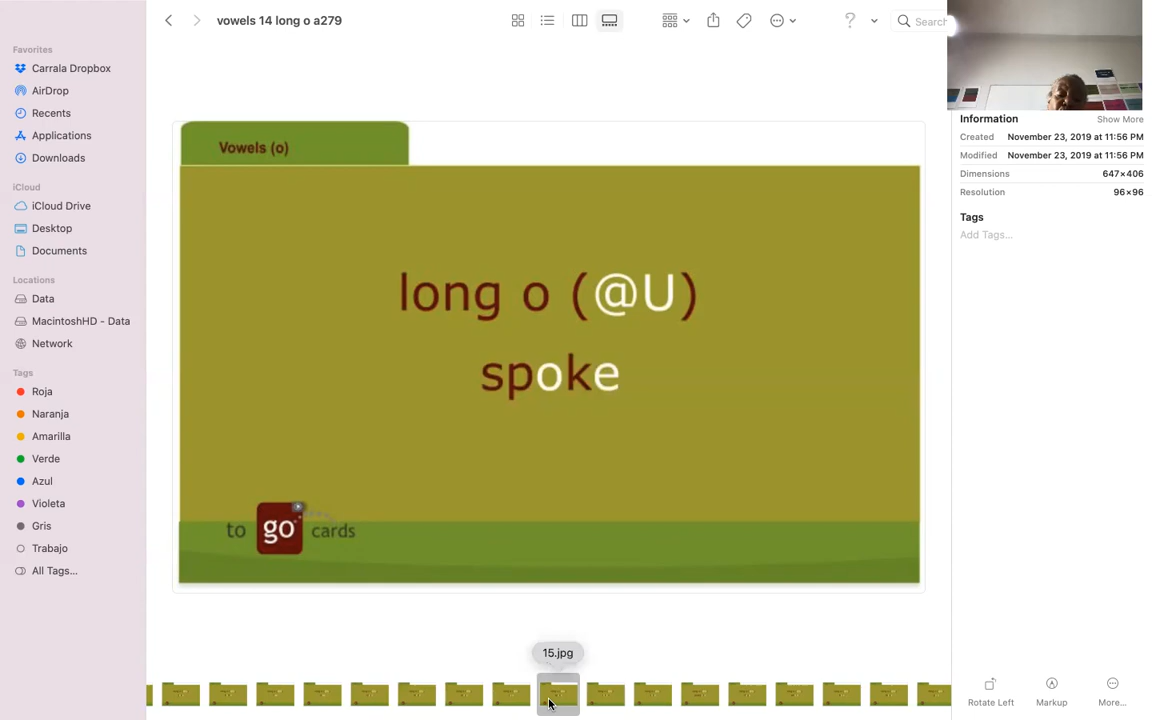 vowels 14 long o a279
Search
Favorites
Carrala Dropbox
AirDrop
Recents
Applications
Downloads
iCloud
iCloud Drive
Desktop
Documents
Locations
Data
MacintoshHD - Data
Network
Tags
Roja
Naranja
Amarilla
Verde
Azul
Violeta
Gris
Trabajo
All Tags...
Vowels (o)
long o (@U)
spoke
to go cards
15.jpg
Information Show More
Created November 23, 2019 at 11:56 PM
Modified November 23, 2019 at 11:56 PM
Dimensions 647×406
Resolution 96×96
Tags
Add Tags...
Rotate Left Markup More...